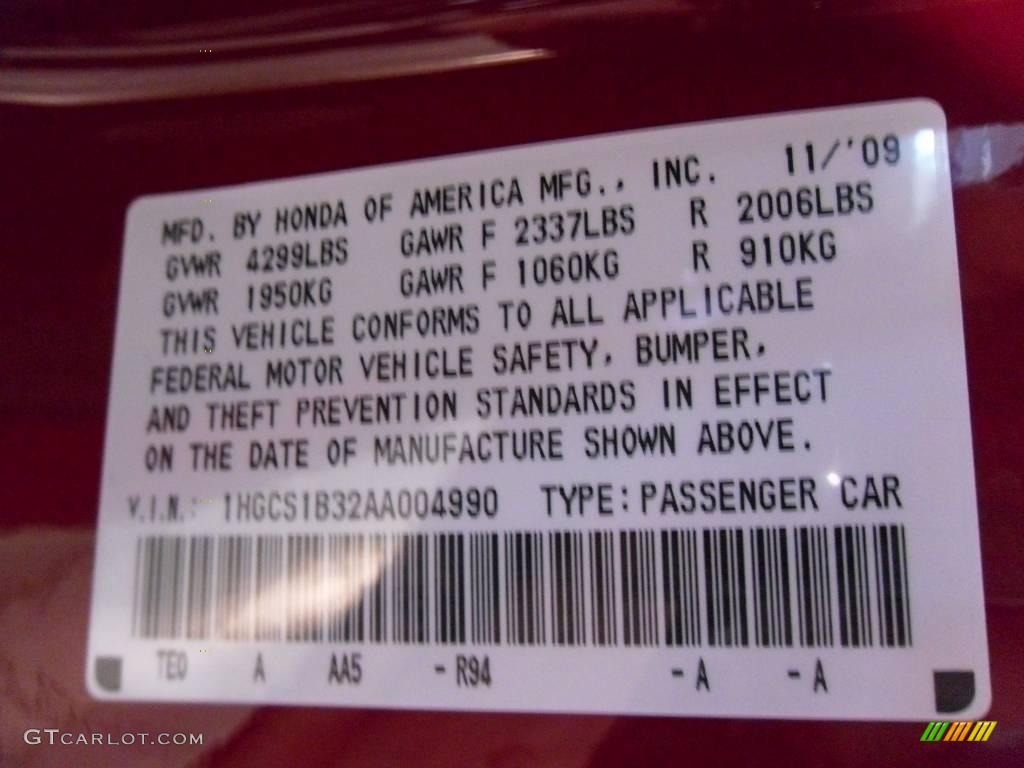 MFD. BY HONDA OF AMERICA MFG., INC. 11/'09
GVWR 4299LBS GAWR F 2337LBS R 2006LBS
GVWR 1950KG GAWR F 1060KG R 910KG
THIS VEHICLE CONFORMS TO ALL APPLICABLE
FEDERAL MOTOR VEHICLE SAFETY, BUMPER,
AND THEFT PREVENTION STANDARDS IN EFFECT
ON THE DATE OF MANUFACTURE SHOWN ABOVE.
V.I.N.: 1HGCS1B32AA004990 TYPE: PASSENGER CAR
TE0 A AA5 - R94 - A - A
GTCARLOT.COM